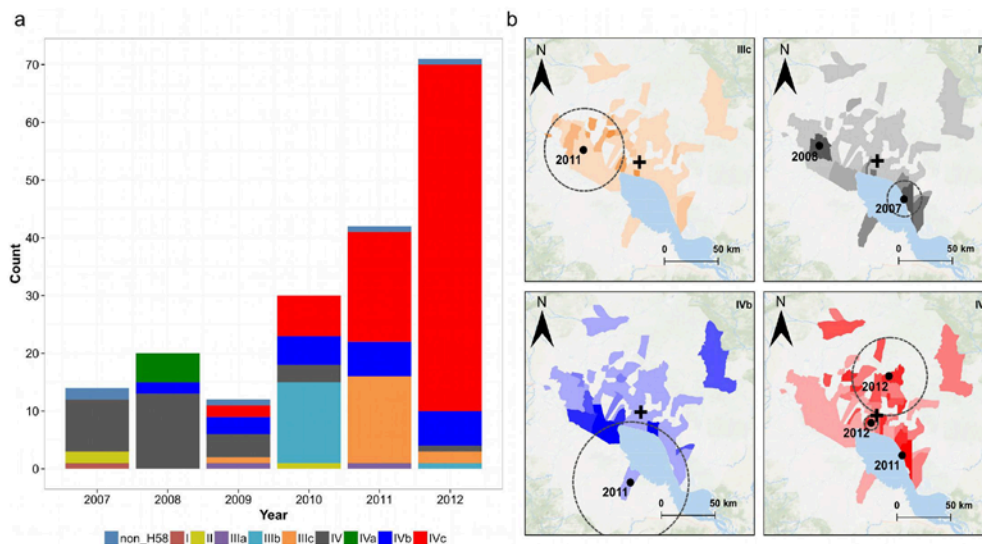 a
70
60
50
40
30
20
10
0
Count
2007 2008 2009 2010 2011 2012
Year
non_H58 I II IIIa IIIb IIIc IV IVa IVb IVc
b
N
IIIc
2011
0 50 km
N
2008
2007
0 50 km
N
IVb
2011
0 50 km
N
2012
2012
2011
0 50 km